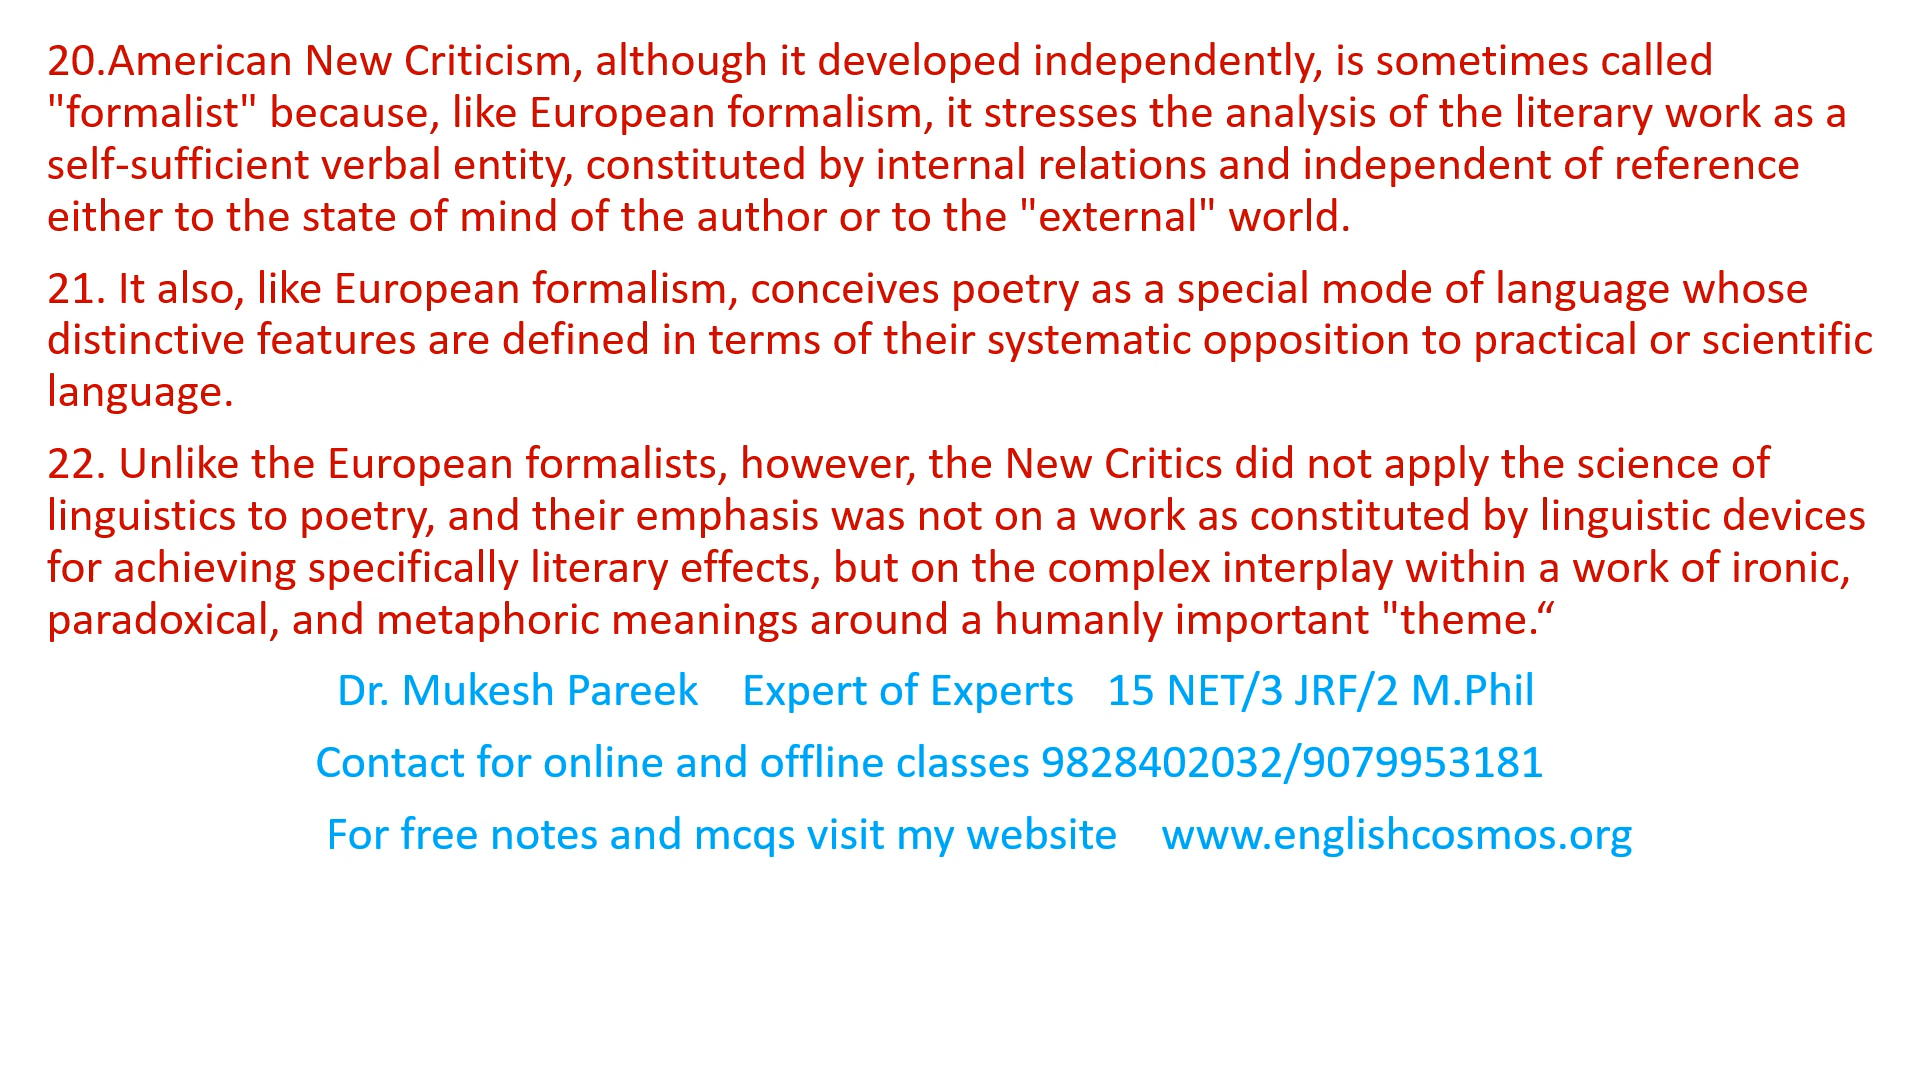 20.American New Criticism, although it developed independently, is sometimes called
"formalist" because, like European formalism, it stresses the analysis of the literary work as a
self-sufficient verbal entity, constituted by internal relations and independent of reference
either to the state of mind of the author or to the "external" world.
21. It also, like European formalism, conceives poetry as a special mode of language whose
distinctive features are defined in terms of their systematic opposition to practical or scientific
language.
22. Unlike the European formalists, however, the New Critics did not apply the science of
linguistics to poetry, and their emphasis was not on a work as constituted by linguistic devices
for achieving specifically literary effects, but on the complex interplay within a work of ironic,
paradoxical, and metaphoric meanings around a humanly important "theme.“
Dr. Mukesh Pareek Expert of Experts 15 NET/3 JRF/2 M.Phil
Contact for online and offline classes 9828402032/9079953181
For free notes and mcqs visit my website www.englishcosmos.org